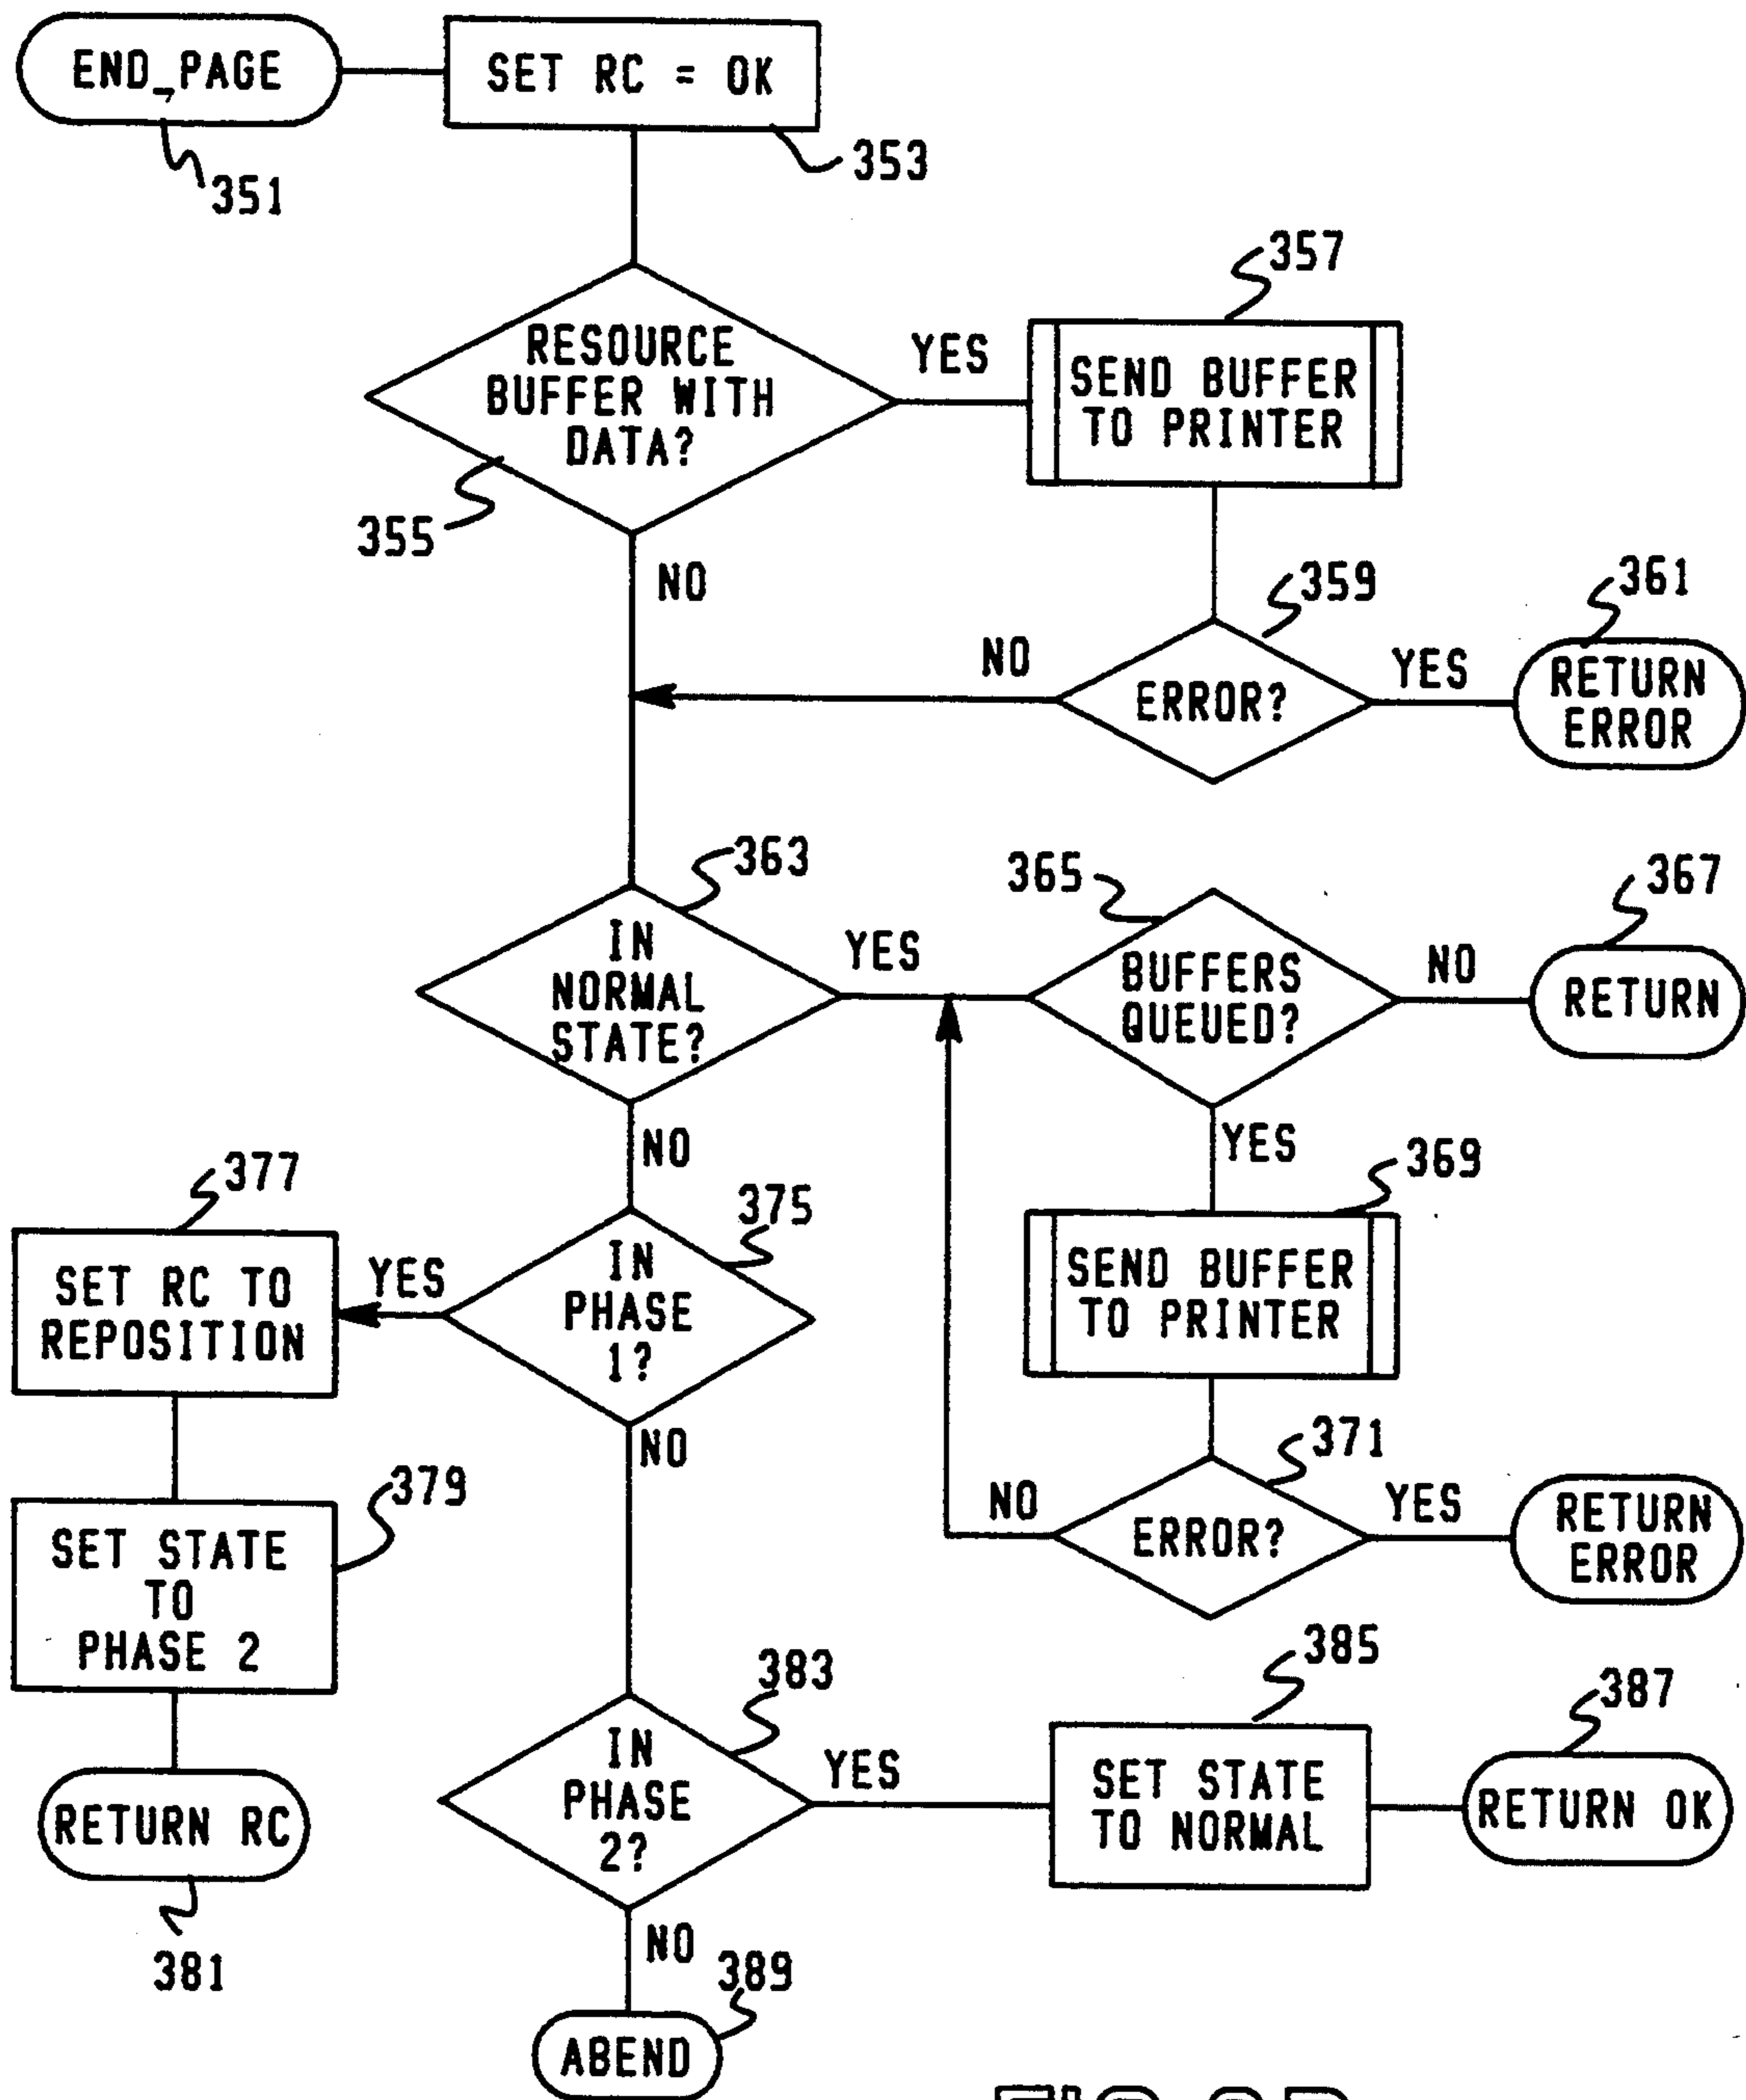 END_PAGE
SET RC = OK
351
353
RESOURCE
BUFFER WITH
DATA?
355
YES
357
SEND BUFFER
TO PRINTER
NO
359
ERROR?
NO
YES
361
RETURN
ERROR
363
IN
NORMAL
STATE?
YES
365
BUFFERS
QUEUED?
NO
367
RETURN
NO
YES
369
SEND BUFFER
TO PRINTER
371
ERROR?
NO
YES
RETURN
ERROR
375
IN
PHASE
1?
YES
377
SET RC TO
REPOSITION
379
SET STATE
TO
PHASE 2
RETURN RC
381
NO
383
IN
PHASE
2?
YES
385
SET STATE
TO NORMAL
387
RETURN OK
NO
389
ABEND